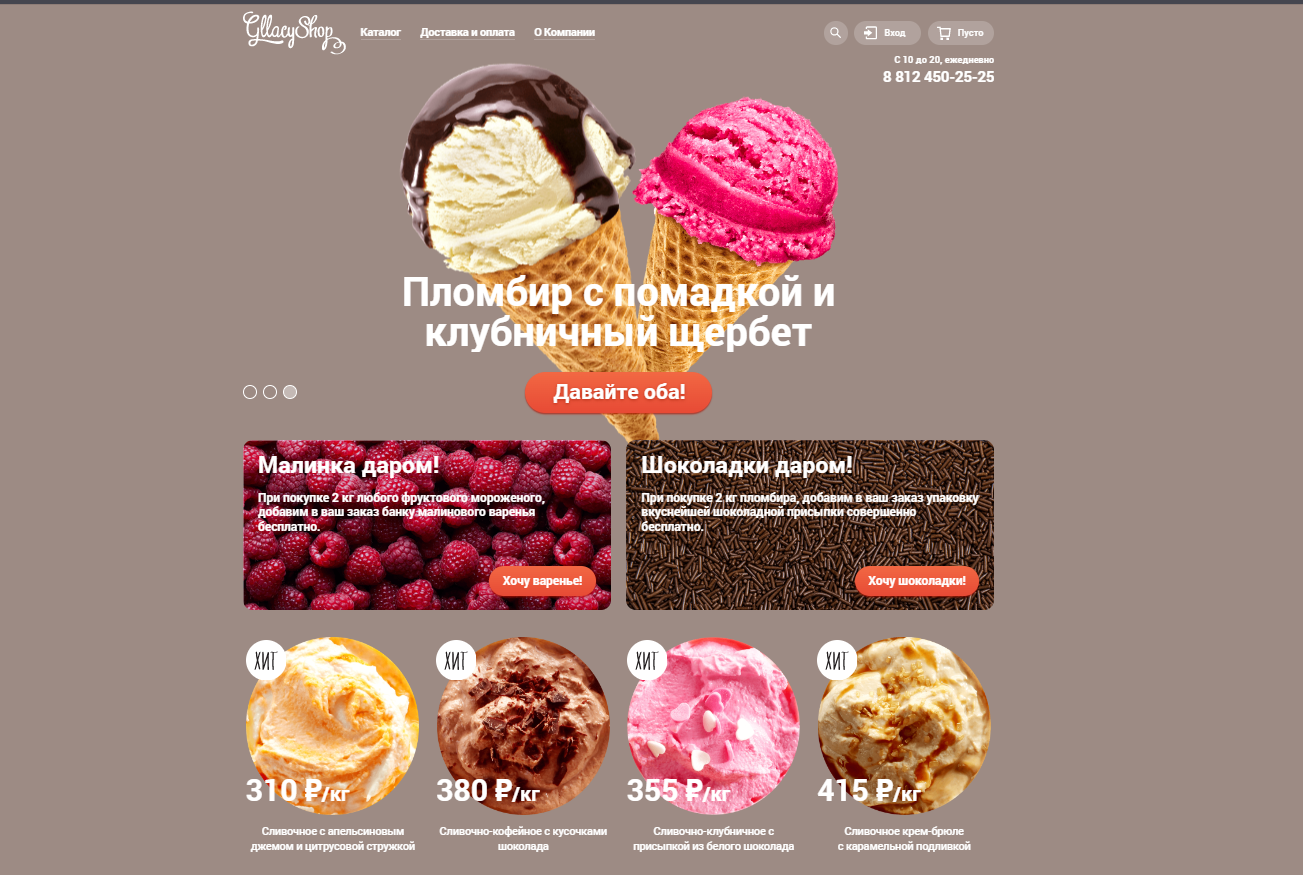 GllacyShop
Каталог Доставка и оплата О Компании
Вход Пусто
С 10 до 20, ежедневно
8 812 450-25-25
Пломбир с помадкой и
клубничный щербет
Давайте оба!
Малинка даром!
При покупке 2 кг любого фруктового мороженого,
добавим в ваш заказ банку малинового варенья
бесплатно.
Хочу варенье!
Шоколадки даром!
При покупке 2 кг пломбира, добавим в ваш заказ упаковку
вкуснейшей шоколадной присыпки совершенно
бесплатно.
Хочу шоколадки!
ХИТ ХИТ ХИТ ХИТ
310 ₽/кг 380 ₽/кг 355 ₽/кг 415 ₽/кг
Сливочное с апельсиновым
джемом и цитрусовой стружкой
Сливочно-кофейное с кусочками
шоколада
Сливочно-клубничное с
присыпкой из белого шоколада
Сливочное крем-брюле
с карамельной подливкой